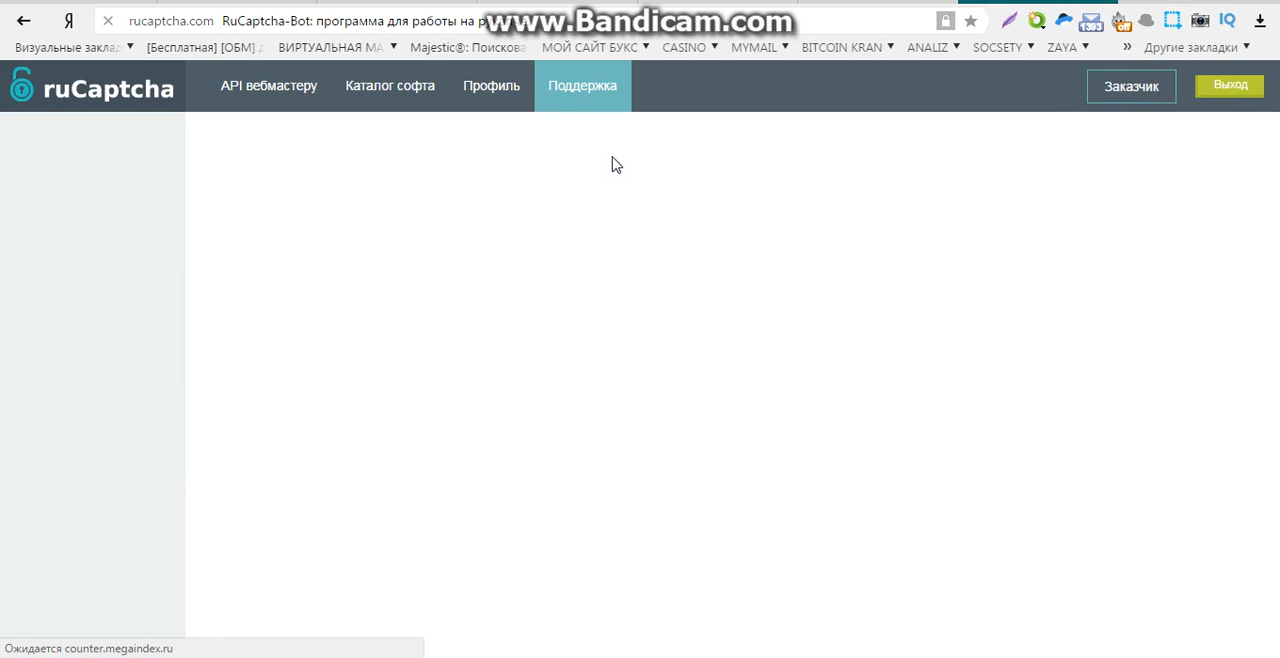 rucaptcha.com RuCaptcha-Bot: программа для работы на
www.Bandicam.com
1393
Gif
IQ
Визуальные заклад [Бесплатная] [ОБМ] ВИРТУАЛЬНАЯ МА Majestic®: Поискова МОЙ САЙТ БУКС CASINO MYMAIL BITCOIN KRAN ANALIZ SOCSETY ZAYA » Другие закладки
ruCaptcha API вебмастеру Каталог софта Профиль Поддержка Заказчик Выход
Ожидается counter.megaindex.ru